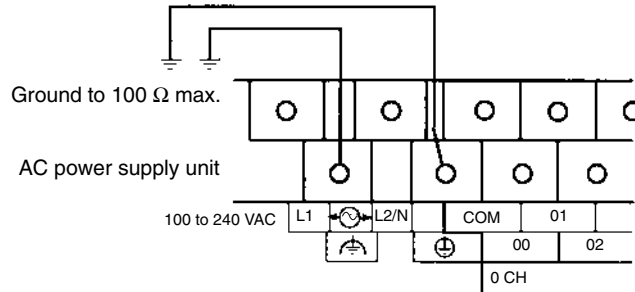 Ground to 100 Ω max.
AC power supply unit
100 to 240 VAC L1 L2/N COM 01
00 02
0 CH